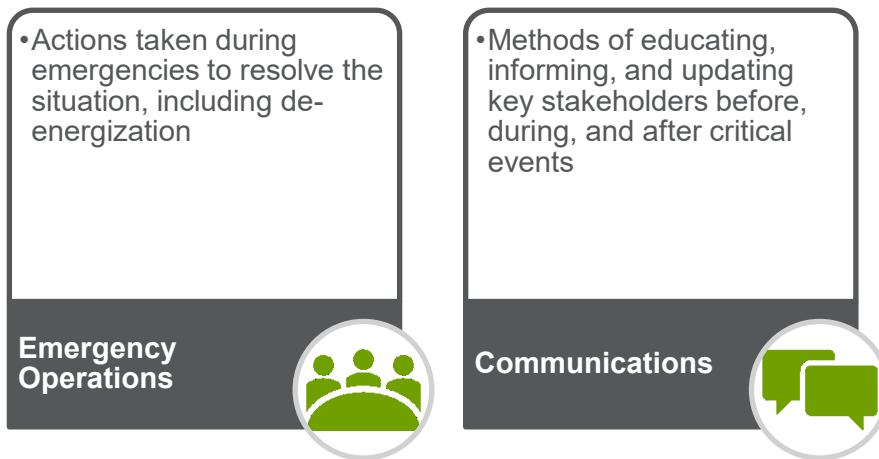 •Actions taken during
emergencies to resolve the
situation, including de-
energization
Emergency
Operations
•Methods of educating,
informing, and updating
key stakeholders before,
during, and after critical
events
Communications